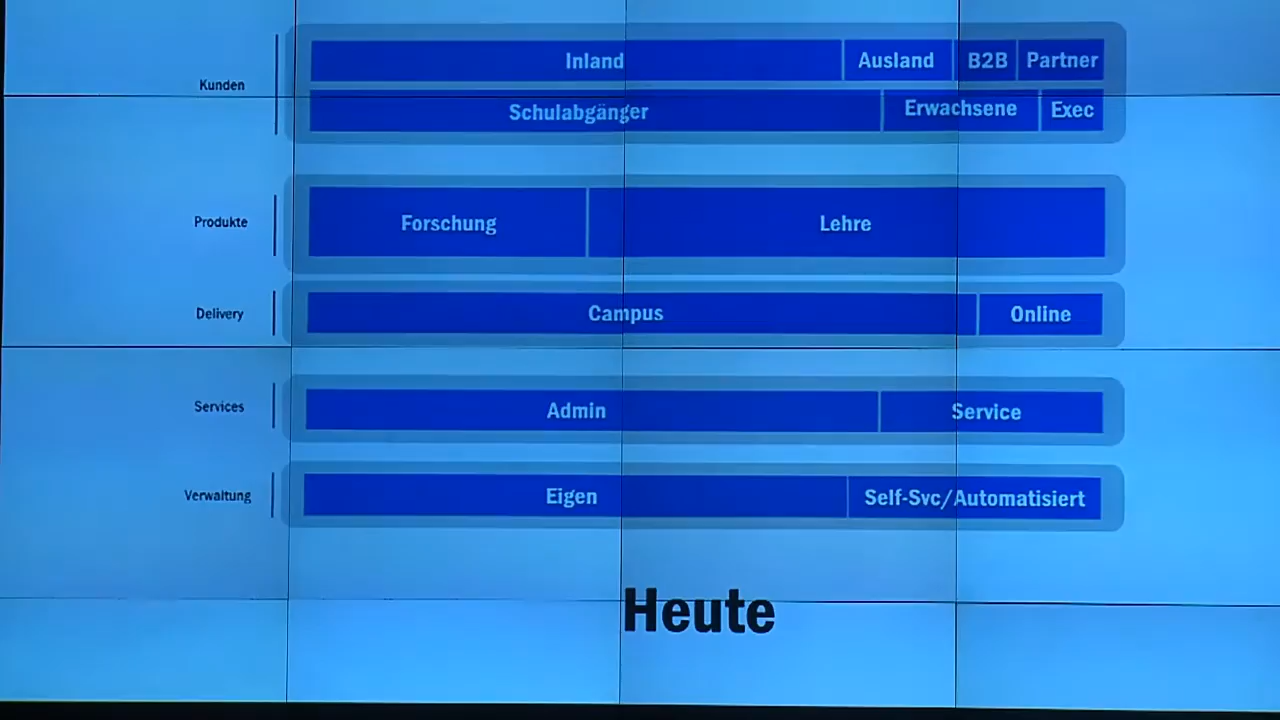 Kunden
Inland Ausland B2B Partner
Schulabgänger Erwachsene Exec
Produkte Forschung Lehre
Delivery Campus Online
Services Admin Service
Verwaltung Eigen Self-Svc/Automatisiert
Heute